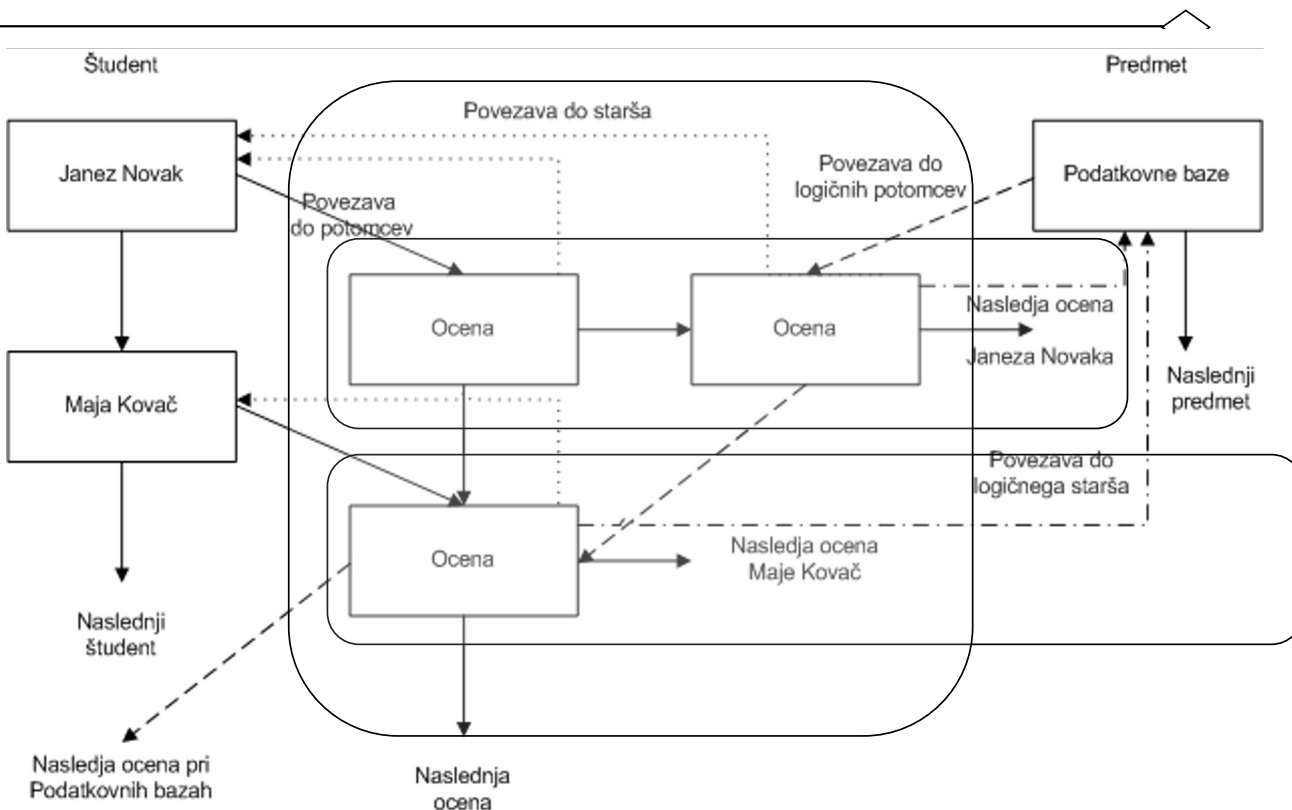 Študent
Predmet
Povezava do starša
Janez Novak
Povezava do
logičnih potomcev
Podatkovne baze
Povezava
do potomcev
Ocena
Ocena
Nasledja ocena
Janeza Novaka
Maja Kovač
Naslednji
predmet
Povezava do
logičnega starša
Ocena
Nasledja ocena
Maje Kovač
Naslednji
študent
Nasledja ocena pri
Podatkovnih bazah
Naslednja
ocena